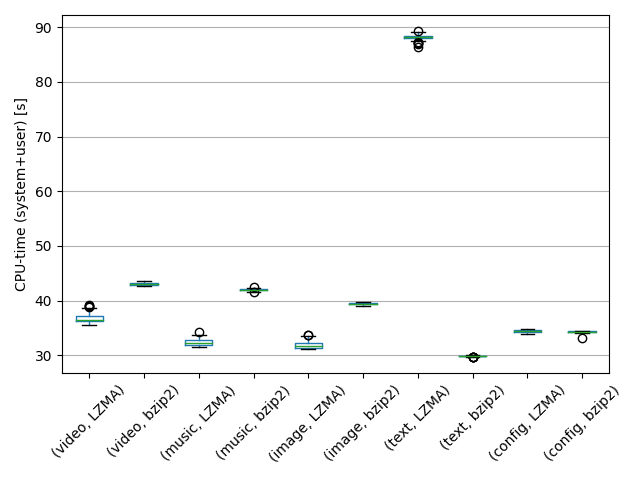 90
80
70
60
50
40
30
CPU-time (system+user) [s]
(video, LZMA)
(video, bzip2)
(music, LZMA)
(music, bzip2)
(image, LZMA)
(image, bzip2)
(text, LZMA)
(text, bzip2)
(config, LZMA)
(config, bzip2)